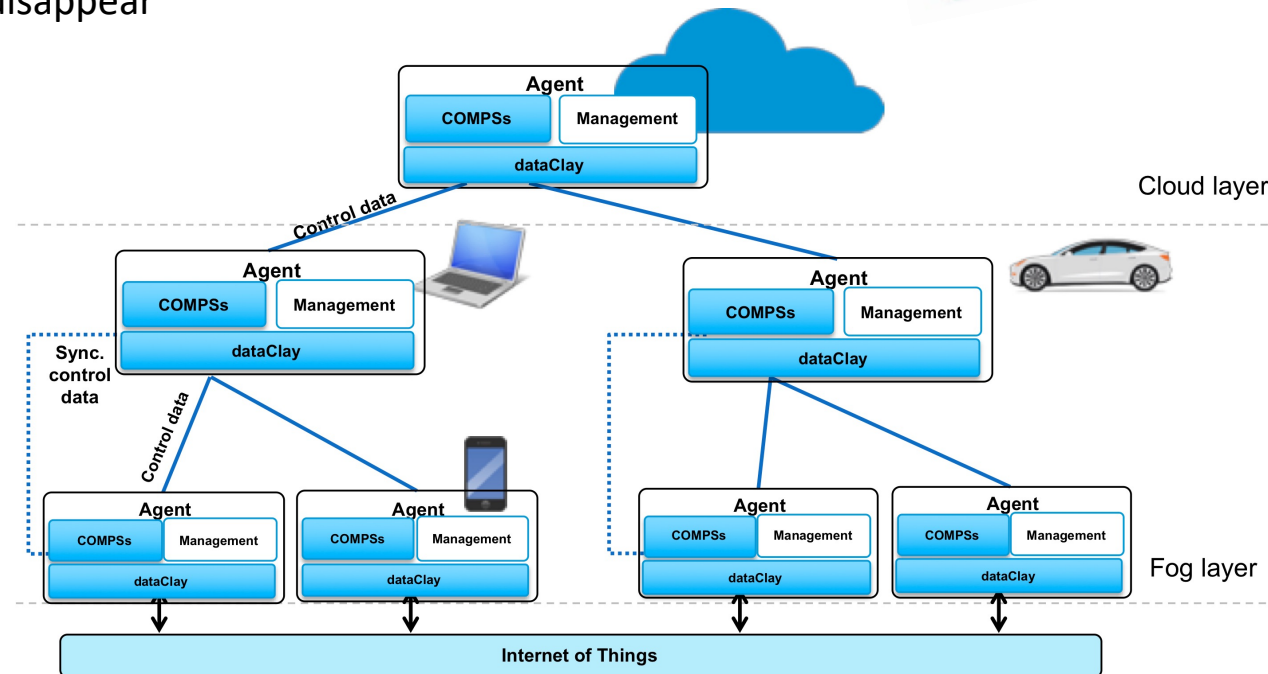 disappear
Agent
COMPSs
Management
dataClay
Cloud layer
Control data
Agent
COMPSs
Management
dataClay
Agent
COMPSs
Management
dataClay
Sync.
control
data
Control data
Agent
COMPSs
Management
dataClay
Agent
COMPSs
Management
dataClay
Agent
COMPSs
Management
dataClay
Agent
COMPSs
Management
dataClay
Fog layer
Internet of Things